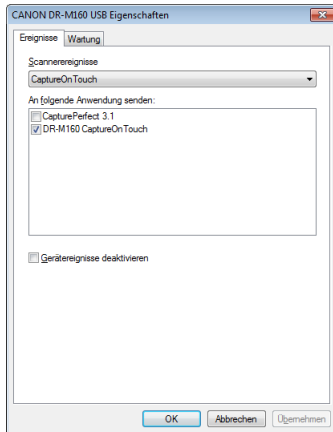 CANON DR-M160 USB Eigenschaften
Ereignisse Wartung
Scannerereignisse
CaptureOnTouch
An folgende Anwendung senden:
CapturePerfect 3.1
DR-M160 CaptureOnTouch
Gerätereignisse deaktivieren
OK Abbrechen Übernehmen